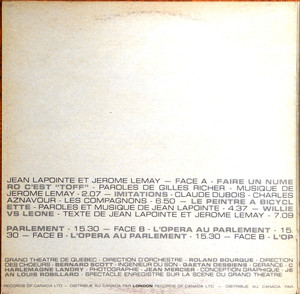 JEAN LAPOINTE ET JEROME LEMAY — FACE A - FAIRE UN NUME
RO C'EST "TOFF" - PAROLES DE GILLES RICHER - MUSIQUE DE
JEROME LEMAY - 2.07 — IMITATIONS - CLAUDE DUBOIS - CHARLES
AZNAVOUR - LES COMPAGNONS - 6.50 — LE PEINTRE A BICYCL
ETTE - PAROLES ET MUSIQUE DE JEAN LAPOINTE - 4.37 — WILLIE
VS LEONE - TEXTE DE JEAN LAPOINTE ET JEROME LEMAY - 7.09
PARLEMENT - 15.30 — FACE B - L'OPERA AU PARLEMENT - 15.
30 — FACE B - L'OPERA AU PARLEMENT - 15.30 — FACE B - L'OP
GRAND THEATRE DE QUEBEC - DIRECTION D'ORCHESTRE - ROLAND BOURQUE - DIRECTION
DES CHOEURS - BERNARD SCOTT - INGENIEUR DU SON - GAETAN DESBIENS - GERANCE - C
HARLEMAGNE LANDRY - PHOTOGRAPHIE - JEAN MERCIER - CONCEPTION GRAPHIQUE - JE
AN LOUIS ROBILLARD - SPECTACLE ENREGISTRE SUR LA SCENE DU GRAND THEATRE
RECORDS OF CANADA LTD - DISTRIBUE AU CANADA PAR LONDON RECORDS OF CANADA LTD - DISTRIBUE AU CANADA PAR